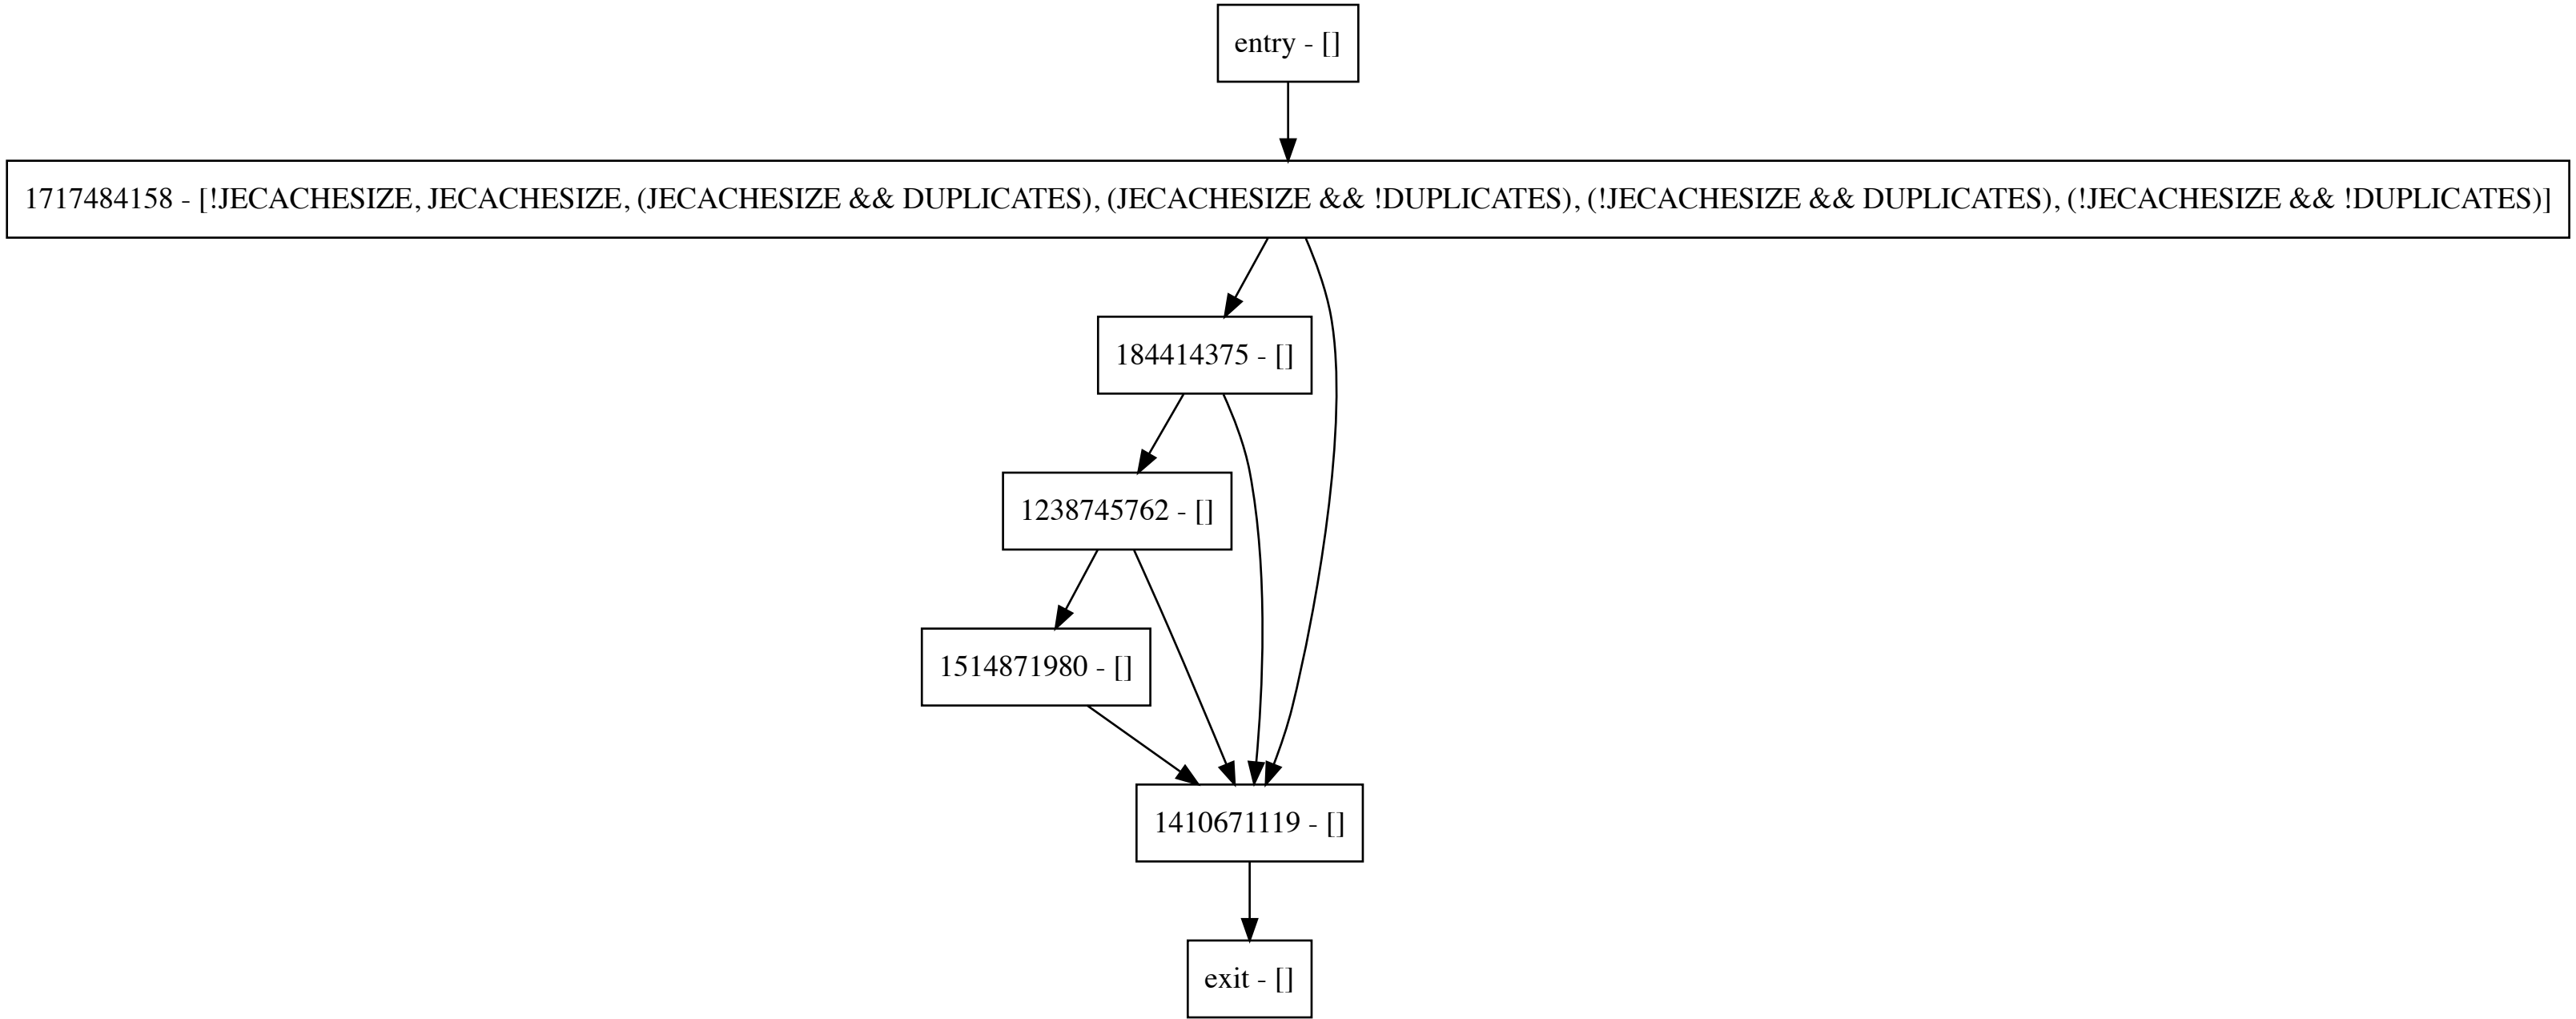 entry - []
1717484158 - [!JECACHESIZE, JECACHESIZE, (JECACHESIZE && DUPLICATES), (JECACHESIZE && !DUPLICATES), (!JECACHESIZE && DUPLICATES), (!JECACHESIZE && !DUPLICATES)]
184414375 - []
1238745762 - []
1514871980 - []
1410671119 - []
exit - []